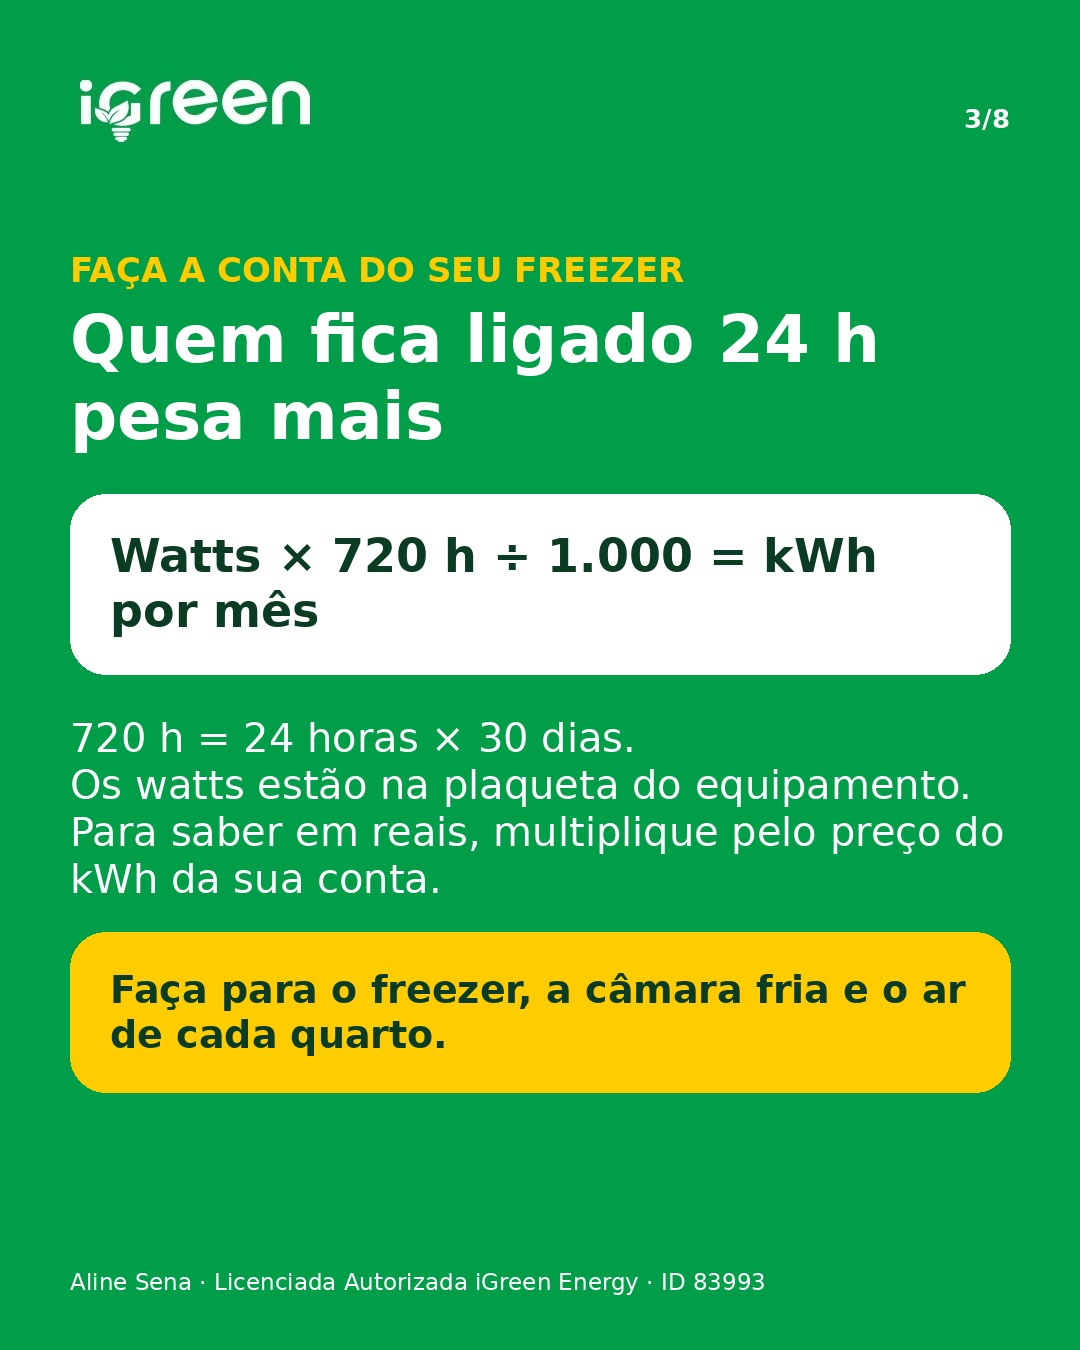 igreen
3/8
FAÇA A CONTA DO SEU FREEZER
Quem fica ligado 24 h
pesa mais
Watts × 720 h ÷ 1.000 = kWh
por mês
720 h = 24 horas × 30 dias.
Os watts estão na plaqueta do equipamento.
Para saber em reais, multiplique pelo preço do
kWh da sua conta.
Faça para o freezer, a câmara fria e o ar
de cada quarto.
Aline Sena · Licenciada Autorizada iGreen Energy · ID 83993